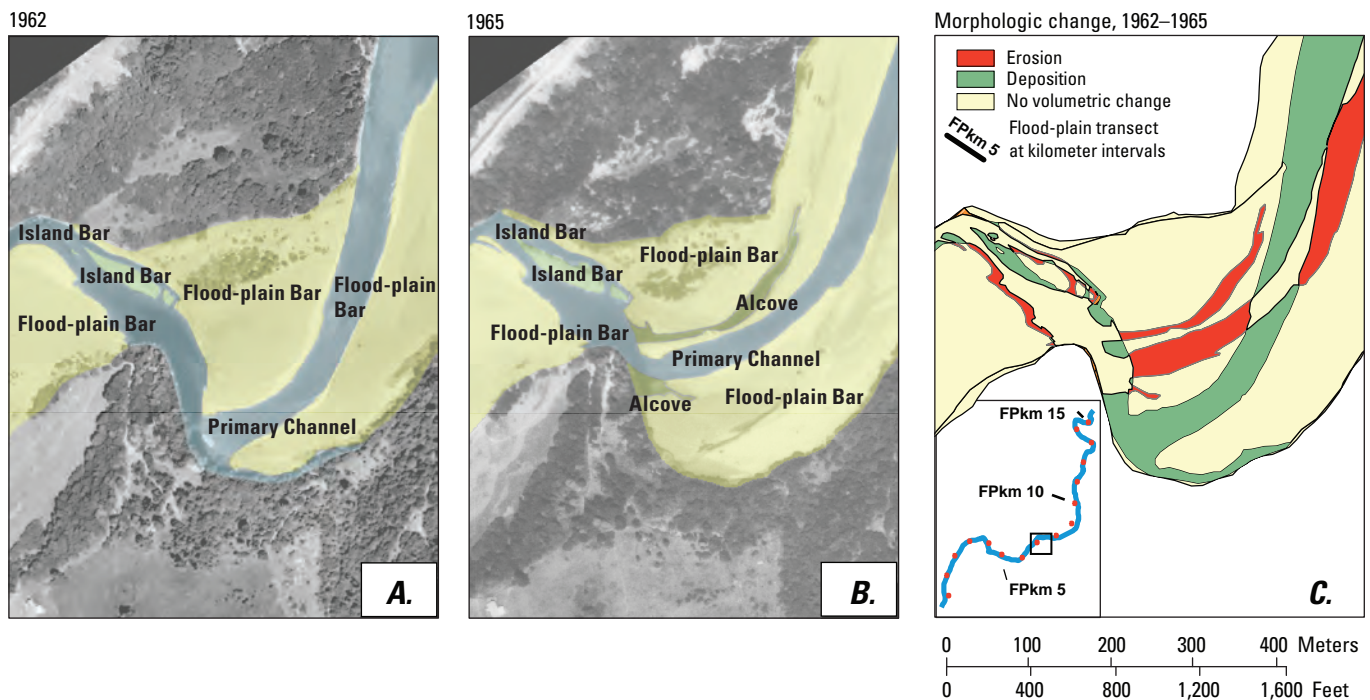 1962
Island Bar
Island Bar
Flood-plain Bar
Flood-plain
Bar
Flood-plain Bar
Primary Channel
A.
1965
Island Bar
Island Bar
Flood-plain Bar
Alcove
Flood-plain Bar
Primary Channel
Alcove
Flood-plain Bar
B.
Morphologic change, 1962–1965
Erosion
Deposition
No volumetric change
FPkm 5
Flood-plain transect
at kilometer intervals
FPkm 15
FPkm 10
FPkm 5
C.
0 100 200 300 400 Meters
0 400 800 1,200 1,600 Feet